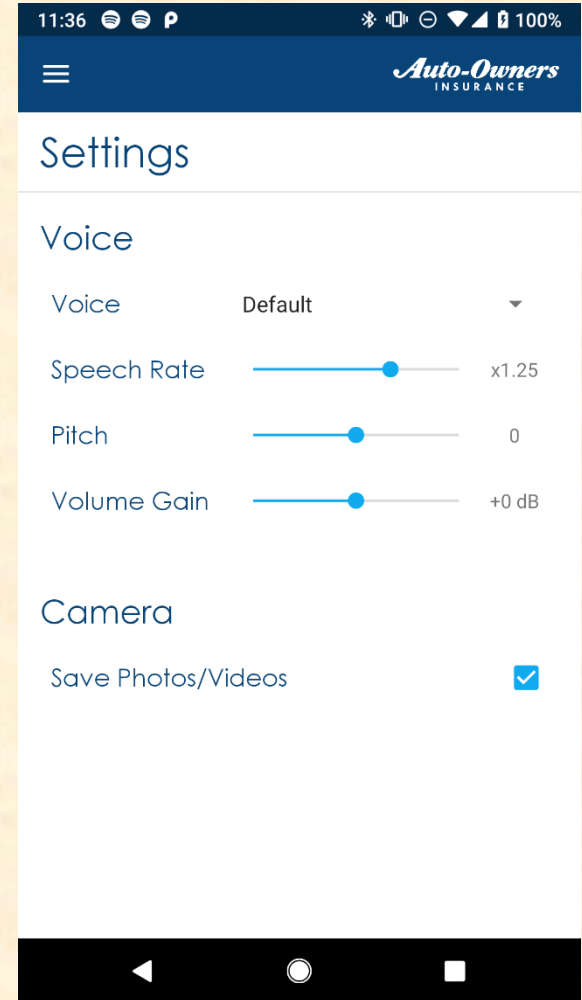 11:36 100%
Auto-Owners
INSURANCE
Settings
Voice
Voice Default
Speech Rate x1.25
Pitch 0
Volume Gain +0 dB
Camera
Save Photos/Videos